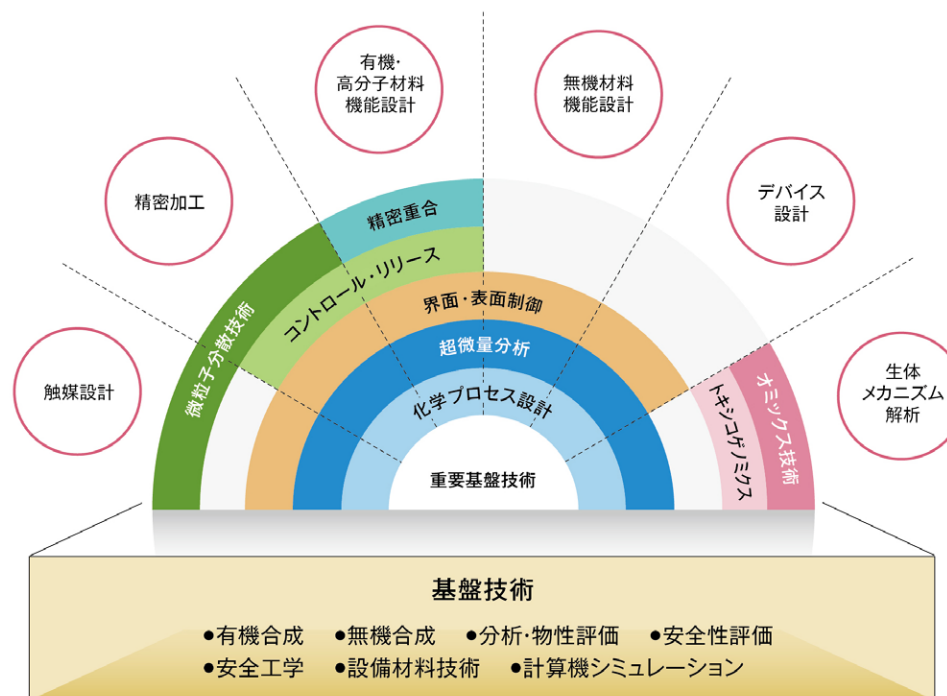 有機・
高分子材料
機能設計
無機材料
機能設計
精密加工
デバイス
設計
触媒設計
生体
メカニズム
解析
精密重合
コントロール・リリース
微粒子分散技術
界面・表面制御
超微量分析
化学プロセス設計
トキシコゲノミクス
オミックス技術
重要基盤技術
基盤技術
●有機合成 ●無機合成 ●分析・物性評価 ●安全性評価
●安全工学 ●設備材料技術 ●計算機シミュレーション